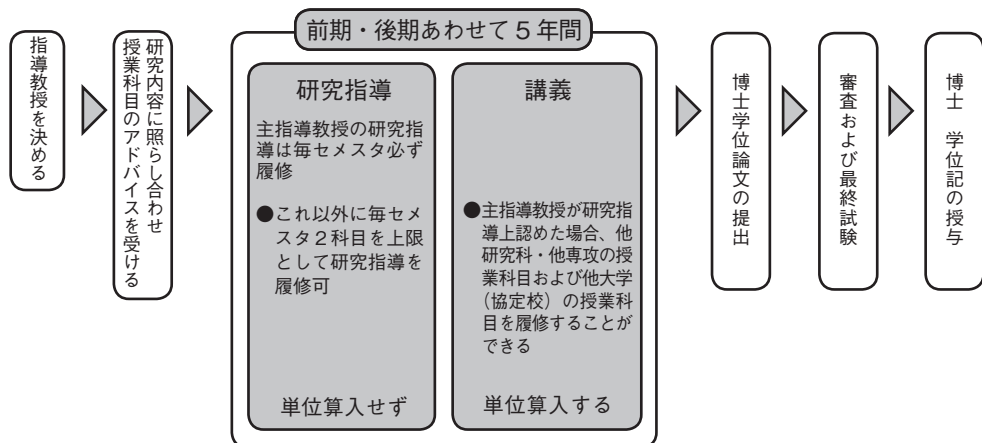 指導教授を決める
研究内容に照らし合わせ
授業科目のアドバイスを受ける
前期・後期あわせて5年間
研究指導
主指導教授の研究指
導は毎セメスタ必ず
履修
●これ以外に毎セメ
スタ2科目を上限
として研究指導を
履修可
単位算入せず
講義
●主指導教授が研究指
導上認めた場合、他
研究科・他専攻の授
業科目および他大学
(協定校)の授業科
目を履修することが
できる
単位算入する
博士学位論文の提出
審査および最終試験
博士 学位記の授与